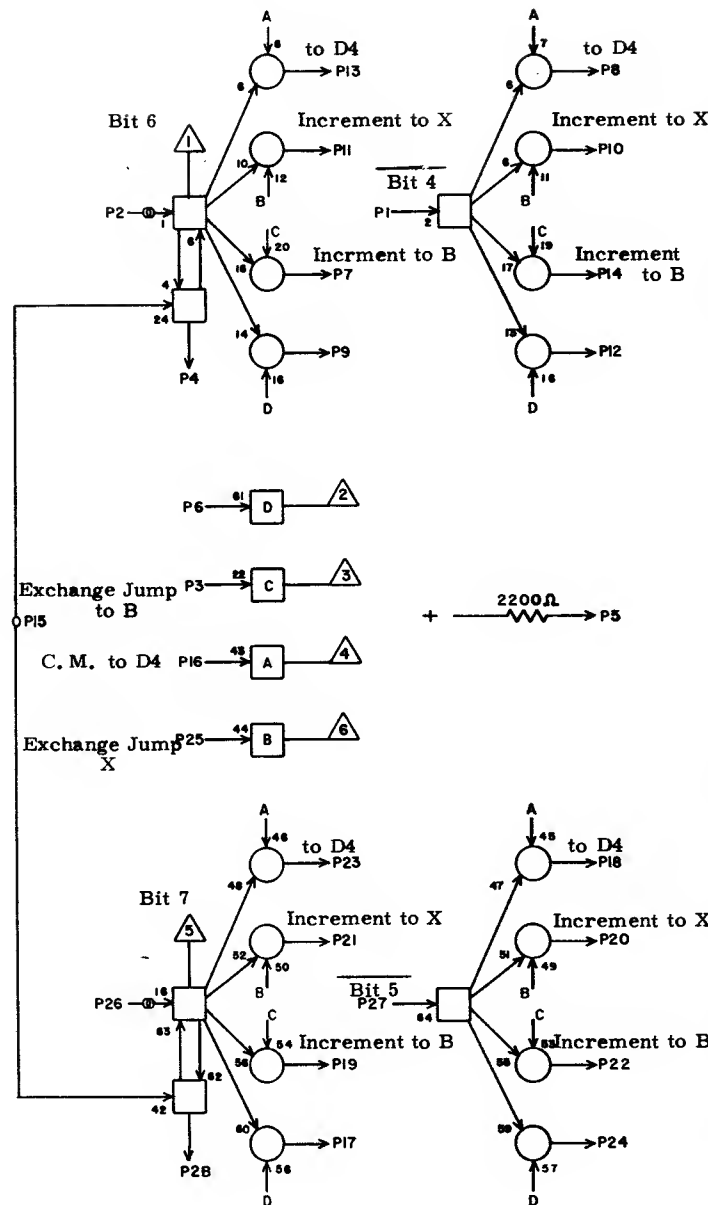 A A
8 to D4 7 to D4
6 P13 6 P8
Bit 6 Increment to X Increment to X
1 10 P11 Bit 4 6 P10
12 11
P2 1 B P1 2 B
6 C 20 C 19
18 Incrment to B 17 Increment
4 P7 P14 to B
24 14 P9 13 P12
P4 16 16
D D
P6 61 D 2
P3 22 C 3
Exchange Jump
to B
P15
+ 2200Ω P5
C. M. to D4 P16 43 A 4
Exchange Jump P25 44 B 6
X
A A
46 to D4 45 to D4
48 P23 47 P18
Bit 7
5 Increment to X Increment to X
52 P21 51 P20
50 Bit 5 49
P26 16 B P27 64 B
63 C 54 C 53
Increment to B Increment to B
62 56 P19 55 P22
42 60 P17 59 P24
P28 56 57
D D